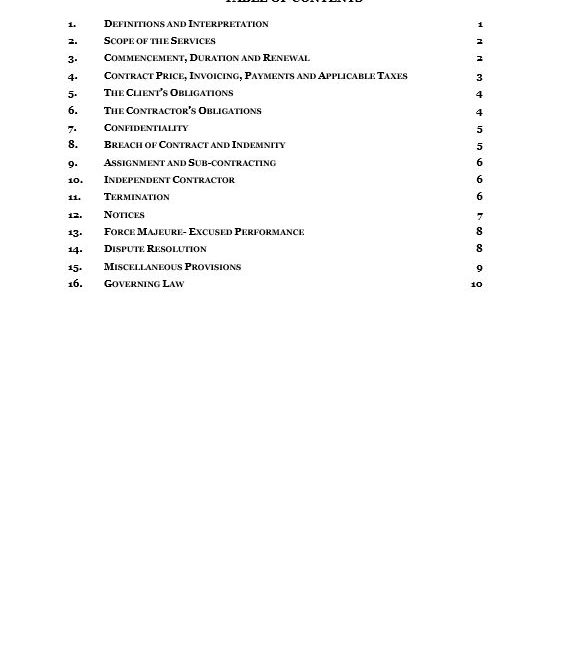 TABLE OF CONTENTS
1. Definitions and Interpretation 1
2. Scope of the Services 2
3. Commencement, Duration and Renewal 2
4. Contract Price, Invoicing, Payments and Applicable Taxes 3
5. The Client's Obligations 4
6. The Contractor's Obligations 4
7. Confidentiality 5
8. Breach of Contract and Indemnity 5
9. Assignment and Sub-contracting 6
10. Independent Contractor 6
11. Termination 6
12. Notices 7
13. Force Majeure- Excused Performance 8
14. Dispute Resolution 8
15. Miscellaneous Provisions 9
16. Governing Law 10